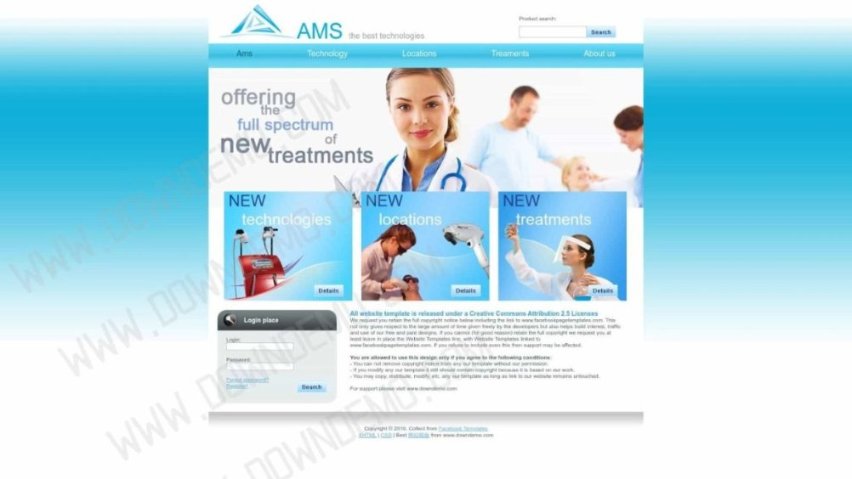 AMS the best technologies
Product search:
Search
Ams Technology Locations Treaments About us
offering
the
full spectrum
of
new treatments
NEW
technologies
Details
NEW
locations
Details
NEW
treatments
Details
Login place
Login:
Password:
Forgot password?
Register!
Search
All website template is released under a Creative Commons Attribution 2.5 Licenses
We request you retain the full copyright notice below including the link to www.facebookpagetemplates.com. This
not only gives respect to the large amount of time given freely by the developers but also helps build interest, traffic
and use of our free and paid designs. If you cannot (for good reason) retain the full copyright we request you at
least leave in place the Website Templates line, with Website Templates linked to
www.facebookpagetemplates.com. If you refuse to include even this then support may be affected.
You are allowed to use this design only if you agree to the following conditions:
- You can not remove copyright notice from any our template without our permission.
- If you modify any our template it still should contain copyright because it is based on our work.
- You may copy, distribute, modify, etc. any our template as long as link to our website remains untouched.
For support please visit www.downdemo.com
Copyright © 2010. Collect from Facebook Templates
XHTML | CSS | Best from www.downdemo.com
WWW.DOWNDEMO.COM
WWW.DOWNDEMO.COM
WWW.DOWNDEMO.COM